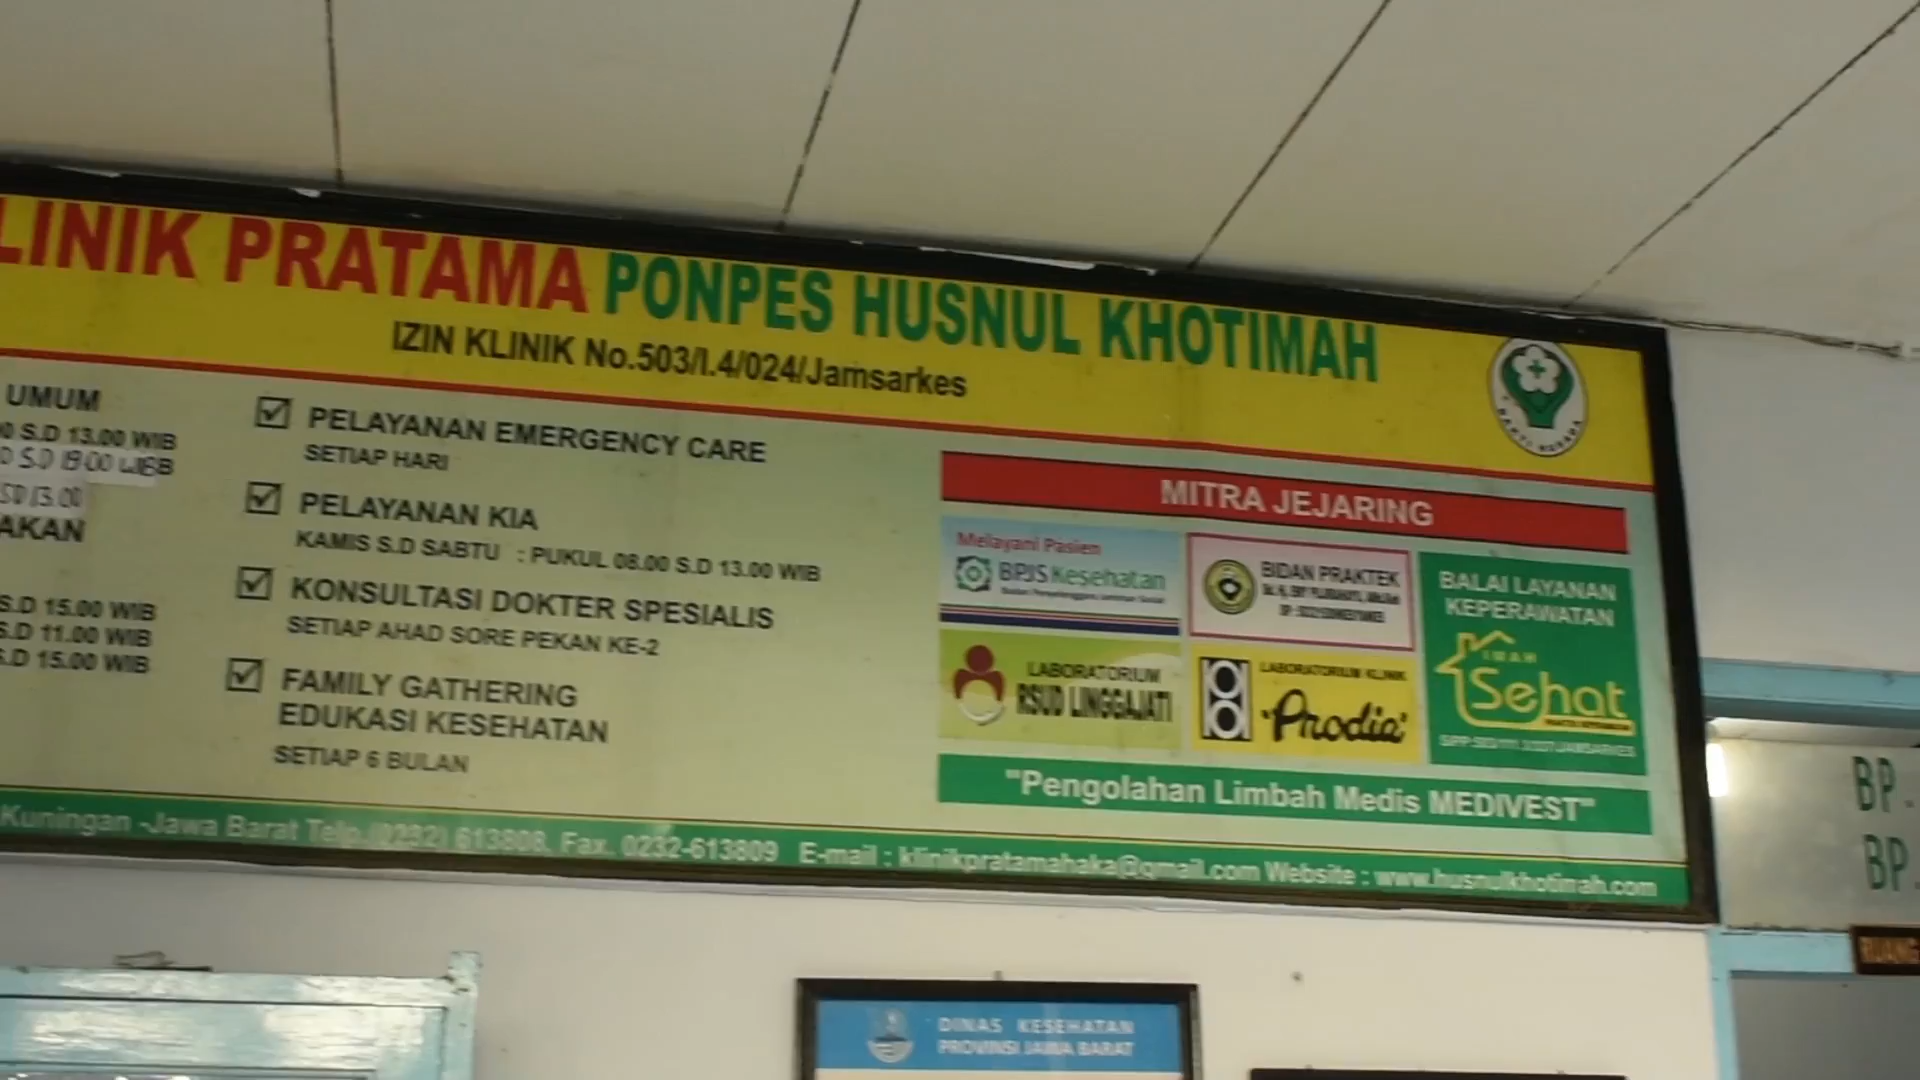 LINIK PRATAMA PONPES HUSNUL KHOTIMAH
IZIN KLINIK No.503/I.4/024/Jamsarkes
UMUM
S.D 13.00 WIB
S.D 19.00 WIB
SD 13.00
AKAN
S.D 15.00 WIB
S.D 11.00 WIB
S.D 15.00 WIB
PELAYANAN EMERGENCY CARE
SETIAP HARI
PELAYANAN KIA
KAMIS S.D SABTU : PUKUL 08.00 S.D 13.00 WIB
KONSULTASI DOKTER SPESIALIS
SETIAP AHAD SORE PEKAN KE-2
FAMILY GATHERING
EDUKASI KESEHATAN
SETIAP 6 BULAN
MITRA JEJARING
Melayani Pasien
BPJS Kesehatan
BIDAN PRAKTEK
LABORATORIUM
RSUD LINGGAJATI
LABORATORIUM KLINIK
Prodia
BALAI LAYANAN
KEPERAWATAN
Sehat
"Pengolahan Limbah Medis MEDIVEST"
Kuningan -Jawa Barat Telp. (0232) 613808, Fax. 0232-613809 E-mail : klinikpratamahaka@gmail.com Website : www.husnulkhotimah.com
DINAS KESEHATAN
PROVINSI JAWA BARAT
BP.
BP.
RUANG